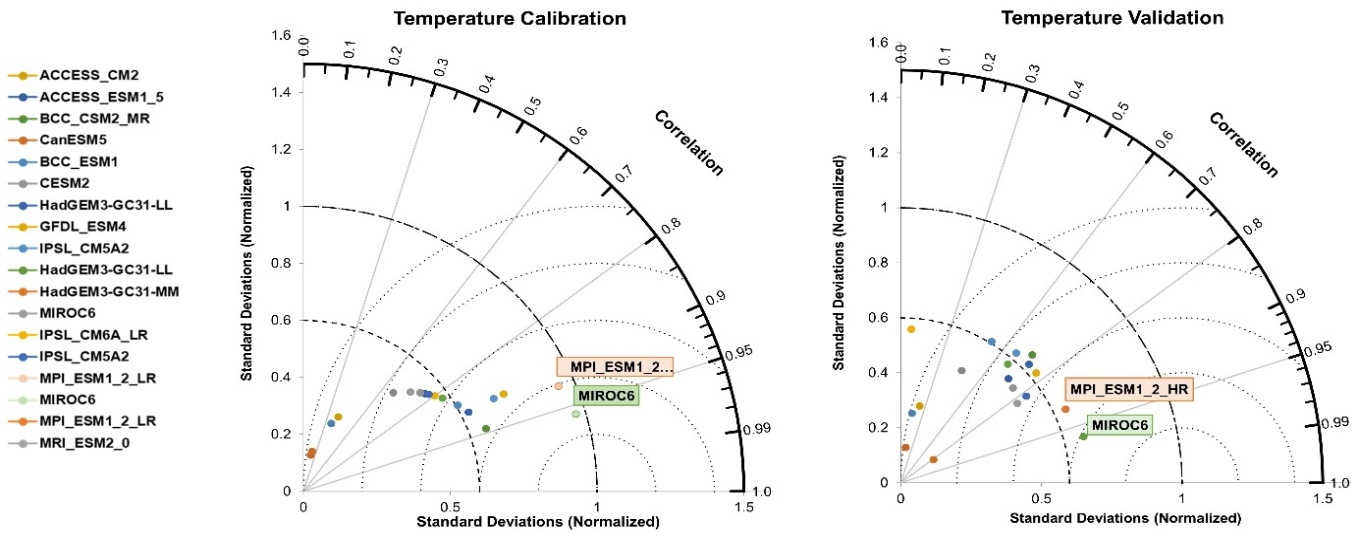 Temperature Calibration
Temperature Validation
ACCESS_CM2
ACCESS_ESM1_5
BCC_CSM2_MR
CanESM5
BCC_ESM1
CESM2
HadGEM3-GC31-LL
GFDL_ESM4
IPSL_CM5A2
HadGEM3-GC31-LL
HadGEM3-GC31-MM
MIROC6
IPSL_CM6A_LR
IPSL_CM5A2
MPI_ESM1_2_LR
MIROC6
MPI_ESM1_2_LR
MRI_ESM2_0
Standard Deviations (Normalized)
1.6
1.4
1.2
1
0.8
0.6
0.4
0.2
0
0.0
0.1
0.2
0.3
0.4
0.5
0.6
0.7
0.8
0.9
0.95
0.99
1.0
Correlation
MPI_ESM1_2...
MIROC6
0
0.5
1
1.5
Standard Deviations (Normalized)
Standard Deviations (Normalized)
1.6
1.4
1.2
1
0.8
0.6
0.4
0.2
0
0.0
0.1
0.2
0.3
0.4
0.5
0.6
0.7
0.8
0.9
0.95
0.99
1.0
Correlation
MPI_ESM1_2_HR
MIROC6
0
0.5
1
1.5
Standard Deviations (Normalized)